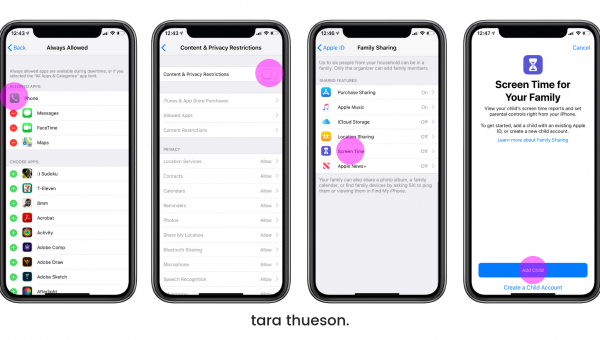 12:43
Back
Always Allowed
Always allowed apps are available during downtime, or if you
selected the "All Apps & Categories" app limit.
ALLOWED APPS:
Phone
Messages
FaceTime
Maps
CHOOSE APPS:
:) Sudoku
7-Eleven
8mm
Acrobat
Activity
Adobe Comp
Adobe Draw
Adobe Sketch
Afterlight
12:43
Content & Privacy Restrictions
Content & Privacy Restrictions
iTunes & App Store Purchases
Allowed Apps
Content Restrictions
PRIVACY
Location Services Allow
Contacts Allow
Calendars Allow
Reminders Allow
Photos Allow
Share My Location Allow
Bluetooth Sharing Allow
Microphone Allow
Speech Recognition Allow
12:46
Apple ID
Family Sharing
Up to six people from your household can be in a
family. Only the organizer can add family members.
SHARED FEATURES
Purchase Sharing On
Apple Music On
iCloud Storage Off
Location Sharing On
Screen Time Off
Apple News+ Off
Your family can also share a photo album, a family
calendar, or find family devices by asking Siri to ping
them or viewing them in Find My iPhone.
12:47
Cancel
Screen Time for
Your Family
View your child's screen time reports and set
parental controls right from your iPhone.
To get started, add a child with an existing Apple
ID, or create a new child account.
Learn more about Family Sharing
Add Child
Create a Child Account
tara thueson.